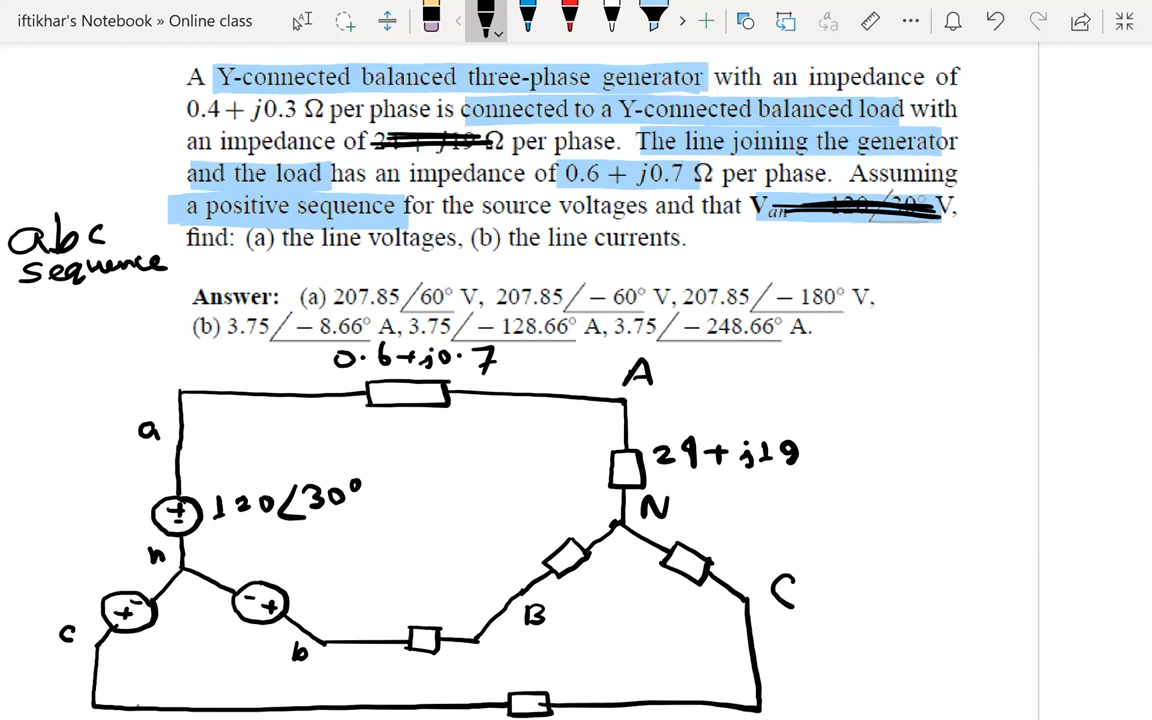 iftikhar's Notebook » Online class
A Y-connected balanced three-phase generator with an impedance of
0.4 + j0.3 Ω per phase is connected to a Y-connected balanced load with
an impedance of 24 + j19 Ω per phase. The line joining the generator
and the load has an impedance of 0.6 + j0.7 Ω per phase. Assuming
a positive sequence for the source voltages and that Van 120/30° V,
find: (a) the line voltages, (b) the line currents.
abc
sequence
Answer: (a) 207.85/60° V, 207.85/− 60° V, 207.85/− 180° V,
(b) 3.75/− 8.66° A, 3.75/− 128.66° A, 3.75/− 248.66° A.
0.6+j0.7
A
a
24+j19
120∠30°
N
n
C
B
c
b